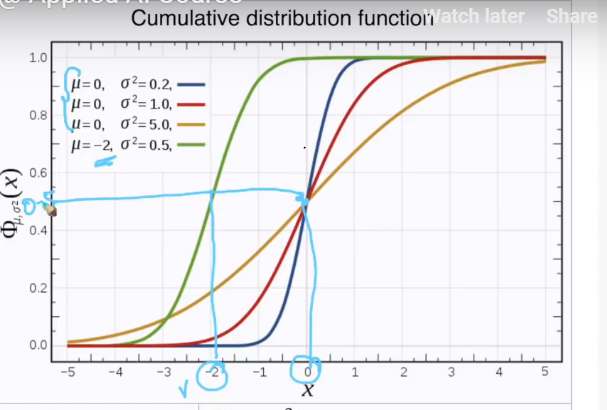 Cumulative distribution function
Watch later Share
μ= 0, σ²= 0.2,
μ= 0, σ²= 1.0,
μ= 0, σ²= 5.0,
μ= −2, σ²= 0.5,
1.0
0.8
0.6
0.4
0.2
0.0
Φμ,σ²(x)
−5 −4 −3 −2 −1 0 1 2 3 4 5
x